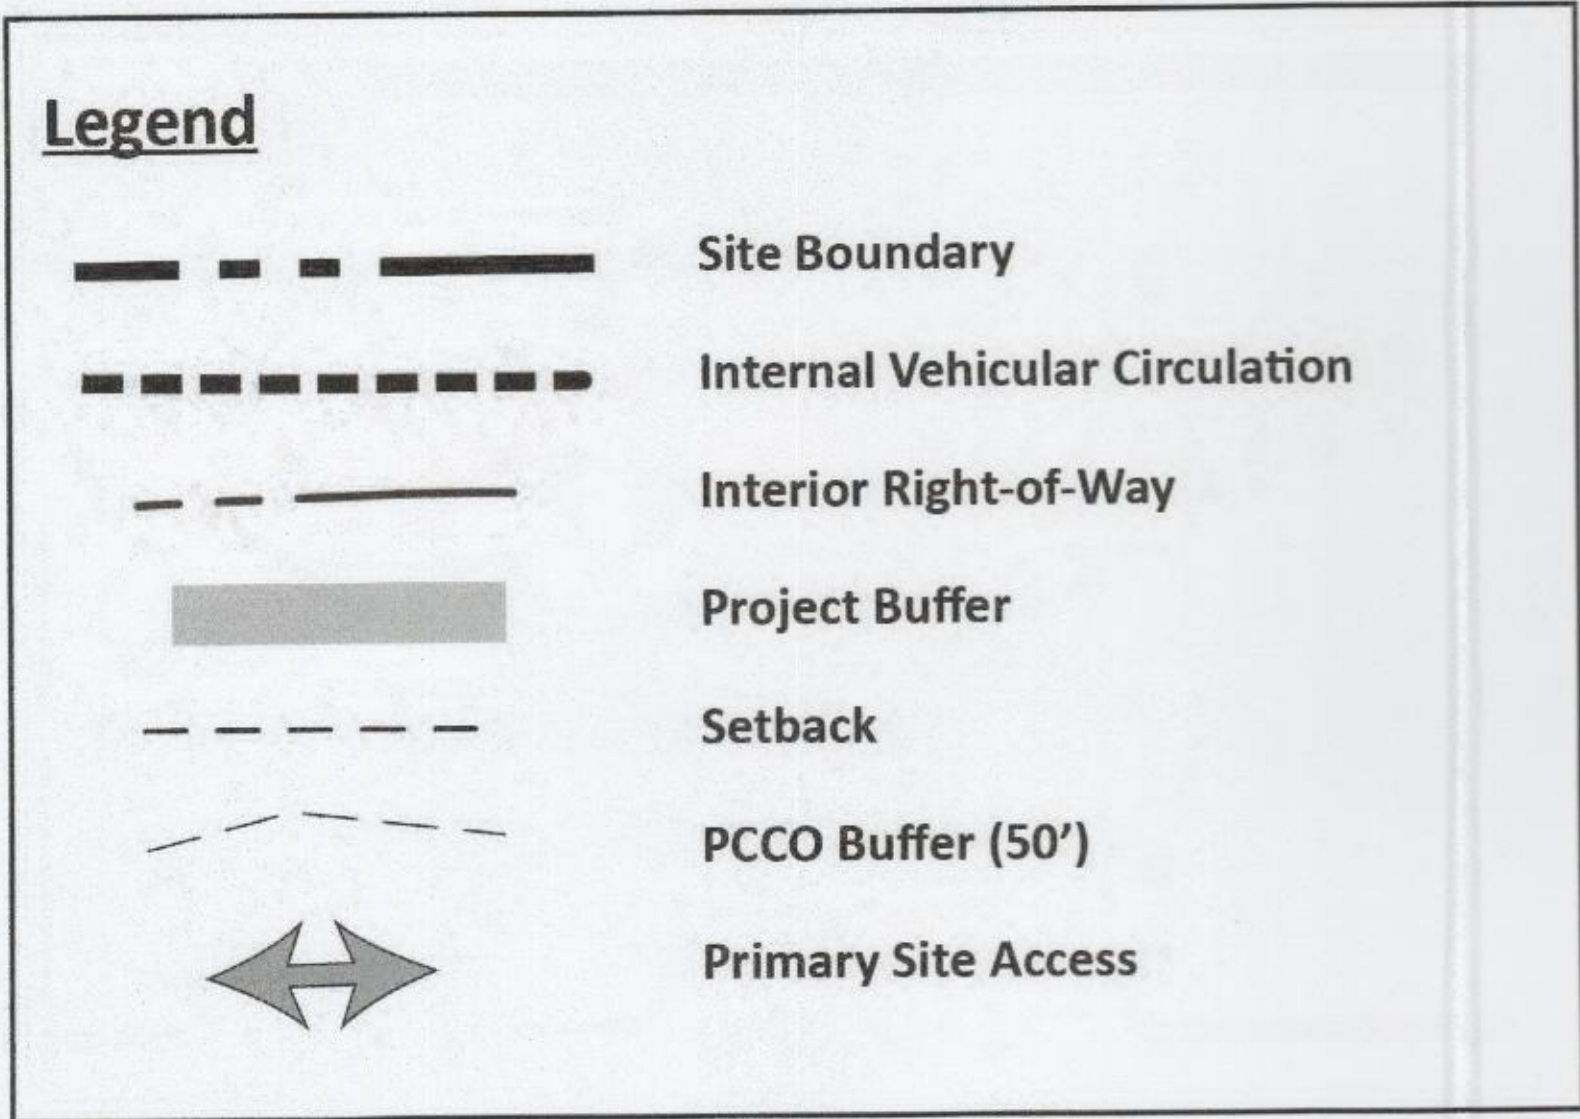 Legend
Site Boundary
Internal Vehicular Circulation
Interior Right-of-Way
Project Buffer
Setback
PCCO Buffer (50’)
Primary Site Access